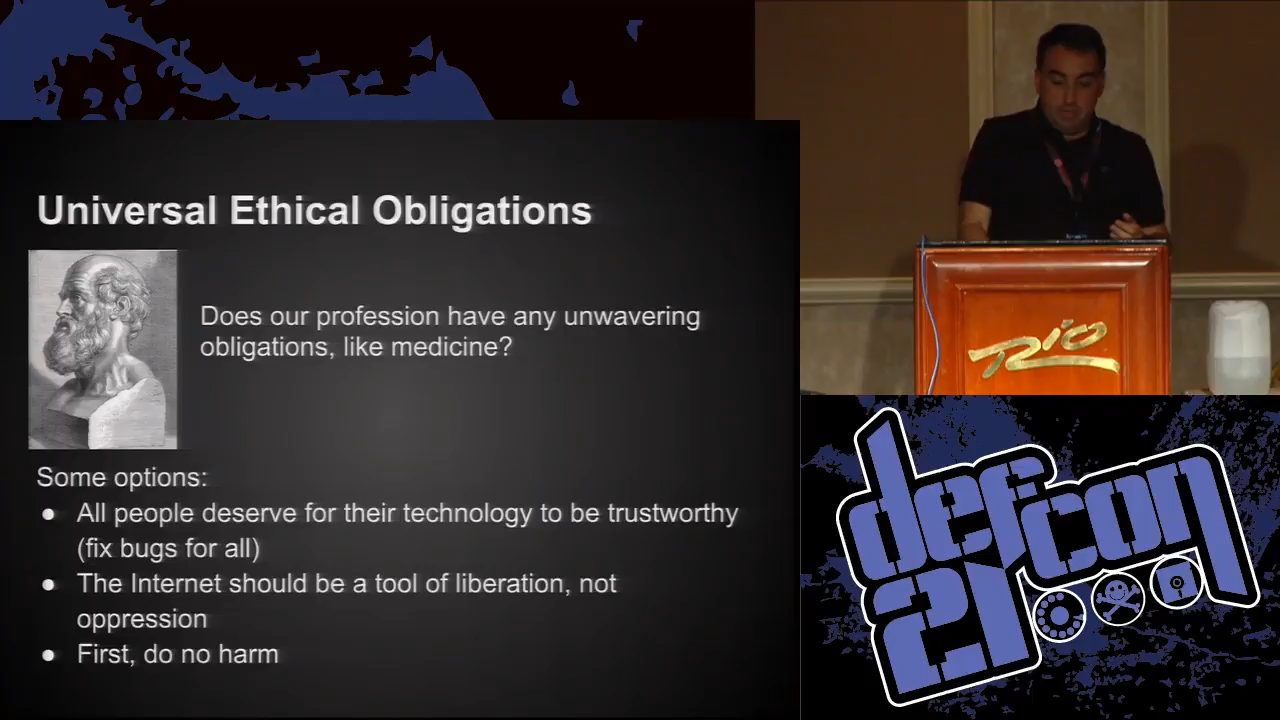 Universal Ethical Obligations
Does our profession have any unwavering
obligations, like medicine?
Some options:
● All people deserve for their technology to be trustworthy
(fix bugs for all)
● The Internet should be a tool of liberation, not
oppression
● First, do no harm
Rio
defcon
21